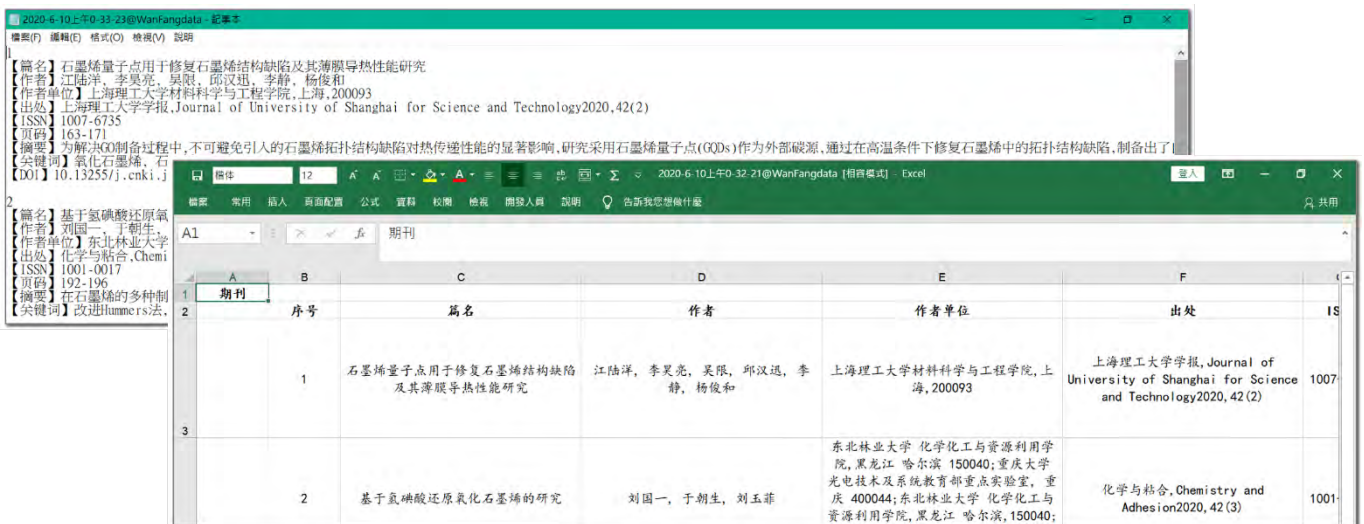 2020-6-10上午0-33-23@WanFangdata - 記事本
檔案(F) 編輯(E) 格式(O) 檢視(V) 說明
1
【篇名】石墨烯量子点用于修复石墨烯结构缺陷及其薄膜导热性能研究
【作者】江陆洋, 李昊亮, 吴限, 邱汉迅, 李静, 杨俊和
【作者单位】上海理工大学材料科学与工程学院,上海,200093
【出处】上海理工大学学报,Journal of University of Shanghai for Science and Technology2020,42(2)
【ISSN】1007-6735
【页码】163-171
【摘要】为解决GO制备过程中,不可避免引入的石墨烯拓扑结构缺陷对热传递性能的显著影响,研究采用石墨烯量子点(GQDs)作为外部碳源,通过在高温条件下修复石墨烯中的拓扑结构缺陷,制备出了
【关键词】氧化石墨烯, 石
【DOI】10.13255/j.cnki.j
2
【篇名】基于氢碘酸还原氧
【作者】刘国一, 于朝生,
【作者单位】东北林业大学
【出处】化学与粘合,Chemi
【ISSN】1001-0017
【页码】192-196
【摘要】在石墨烯的多种制
【关键词】改进Hummers法,
楷体 12 2020-6-10上午0-32-21@WanFangdata [相容模式] - Excel 登入
檔案 常用 插入 頁面配置 公式 資料 校閱 檢視 開發人員 說明 告訴我您想做什麼 共用
A1 fx 期刊
A B C D E F
1 期刊
2 序号 篇名 作者 作者单位 出处 IS
3 1 石墨烯量子点用于修复石墨烯结构缺陷及其薄膜导热性能研究 江陆洋, 李昊亮, 吴限, 邱汉迅, 李静, 杨俊和 上海理工大学材料科学与工程学院,上海,200093 上海理工大学学报,Journal of University of Shanghai for Science and Technology2020,42(2) 1007-
2 基于氢碘酸还原氧化石墨烯的研究 刘国一, 于朝生, 刘玉菲 东北林业大学 化学化工与资源利用学院,黑龙江 哈尔滨 150040;重庆大学 光电技术及系统教育部重点实验室, 重庆 400044;东北林业大学 化学化工与资源利用学院,黑龙江 哈尔滨,150040; 化学与粘合,Chemistry and Adhesion2020,42(3) 1001-